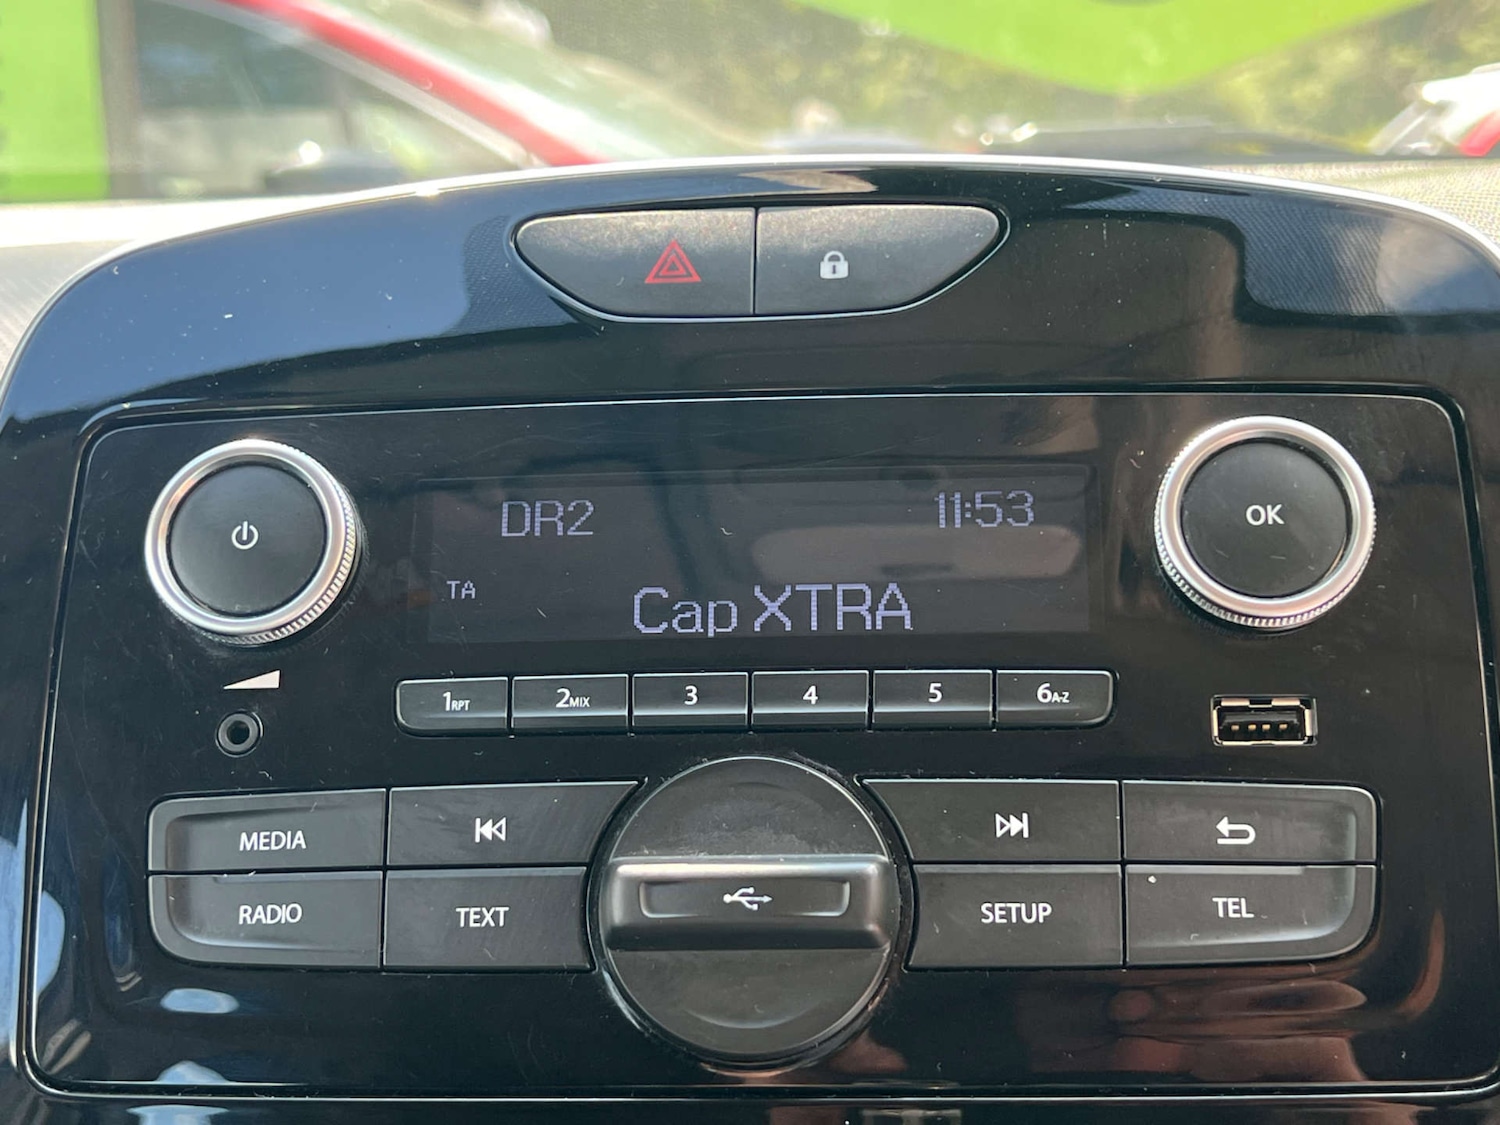 DR2 11:53
TA
Cap XTRA
OK
1RPT 2MIX 3 4 5 6A-Z
MEDIA
RADIO TEXT SETUP TEL